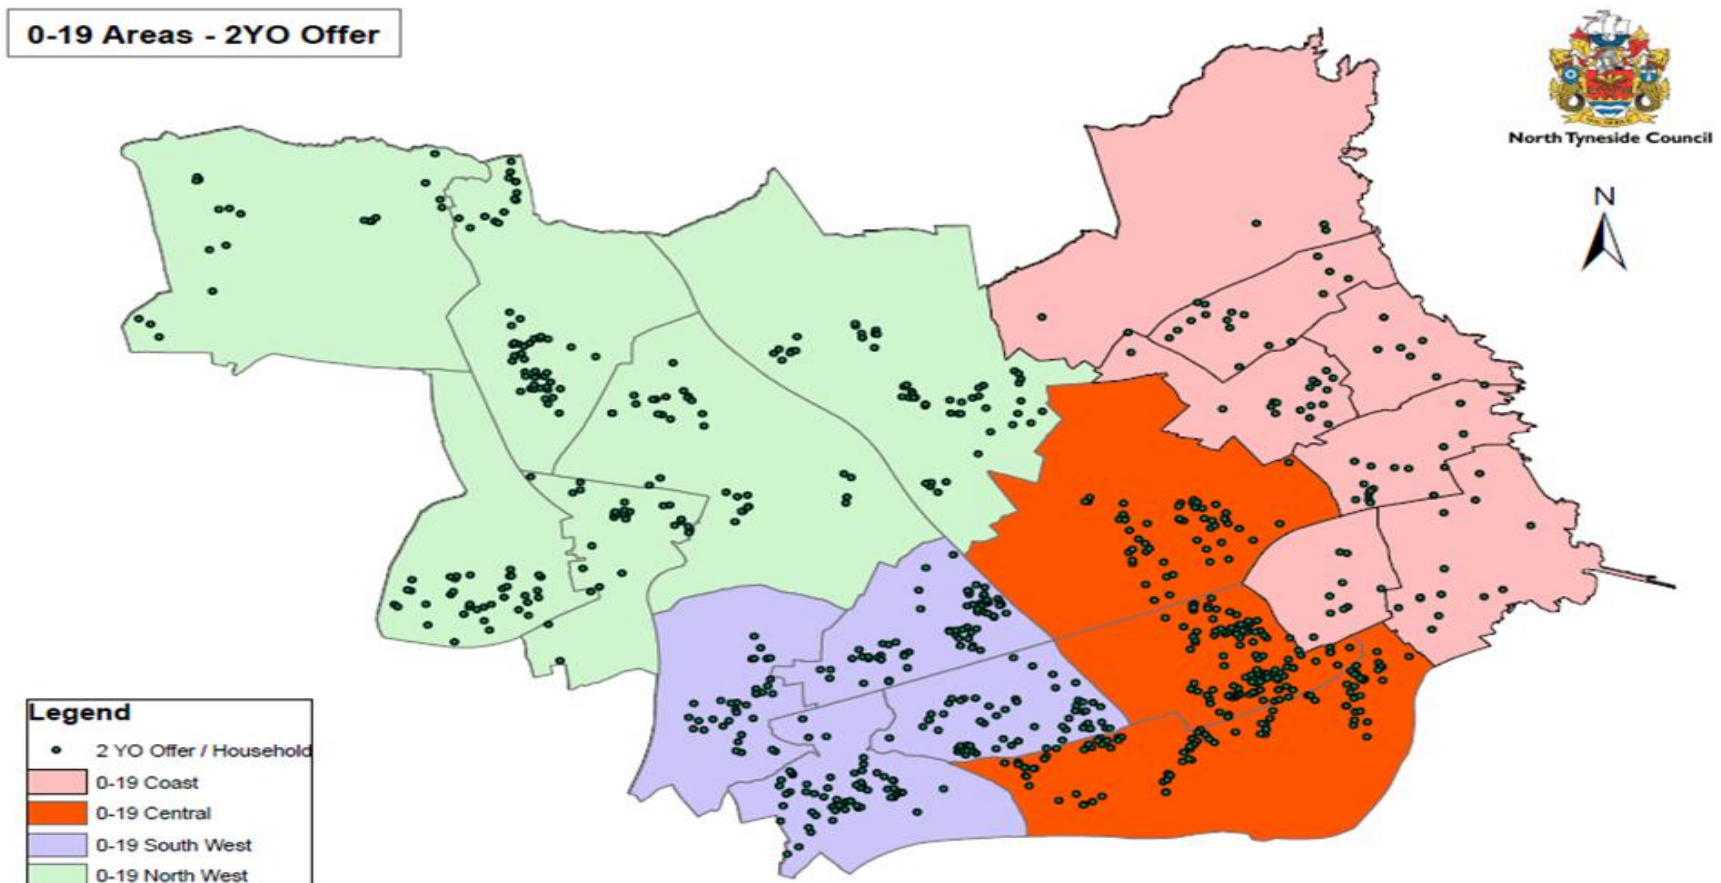 0-19 Areas - 2YO Offer
North Tyneside Council
N
Legend
2 YO Offer / Household
0-19 Coast
0-19 Central
0-19 South West
0-19 North West